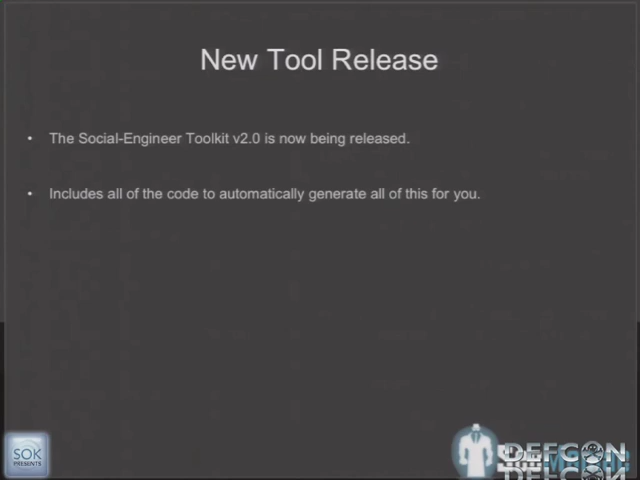 New Tool Release
• The Social-Engineer Toolkit v2.0 is now being released.
• Includes all of the code to automatically generate all of this for you.
SOK
PRESENTS
DEFCON
DEFCON